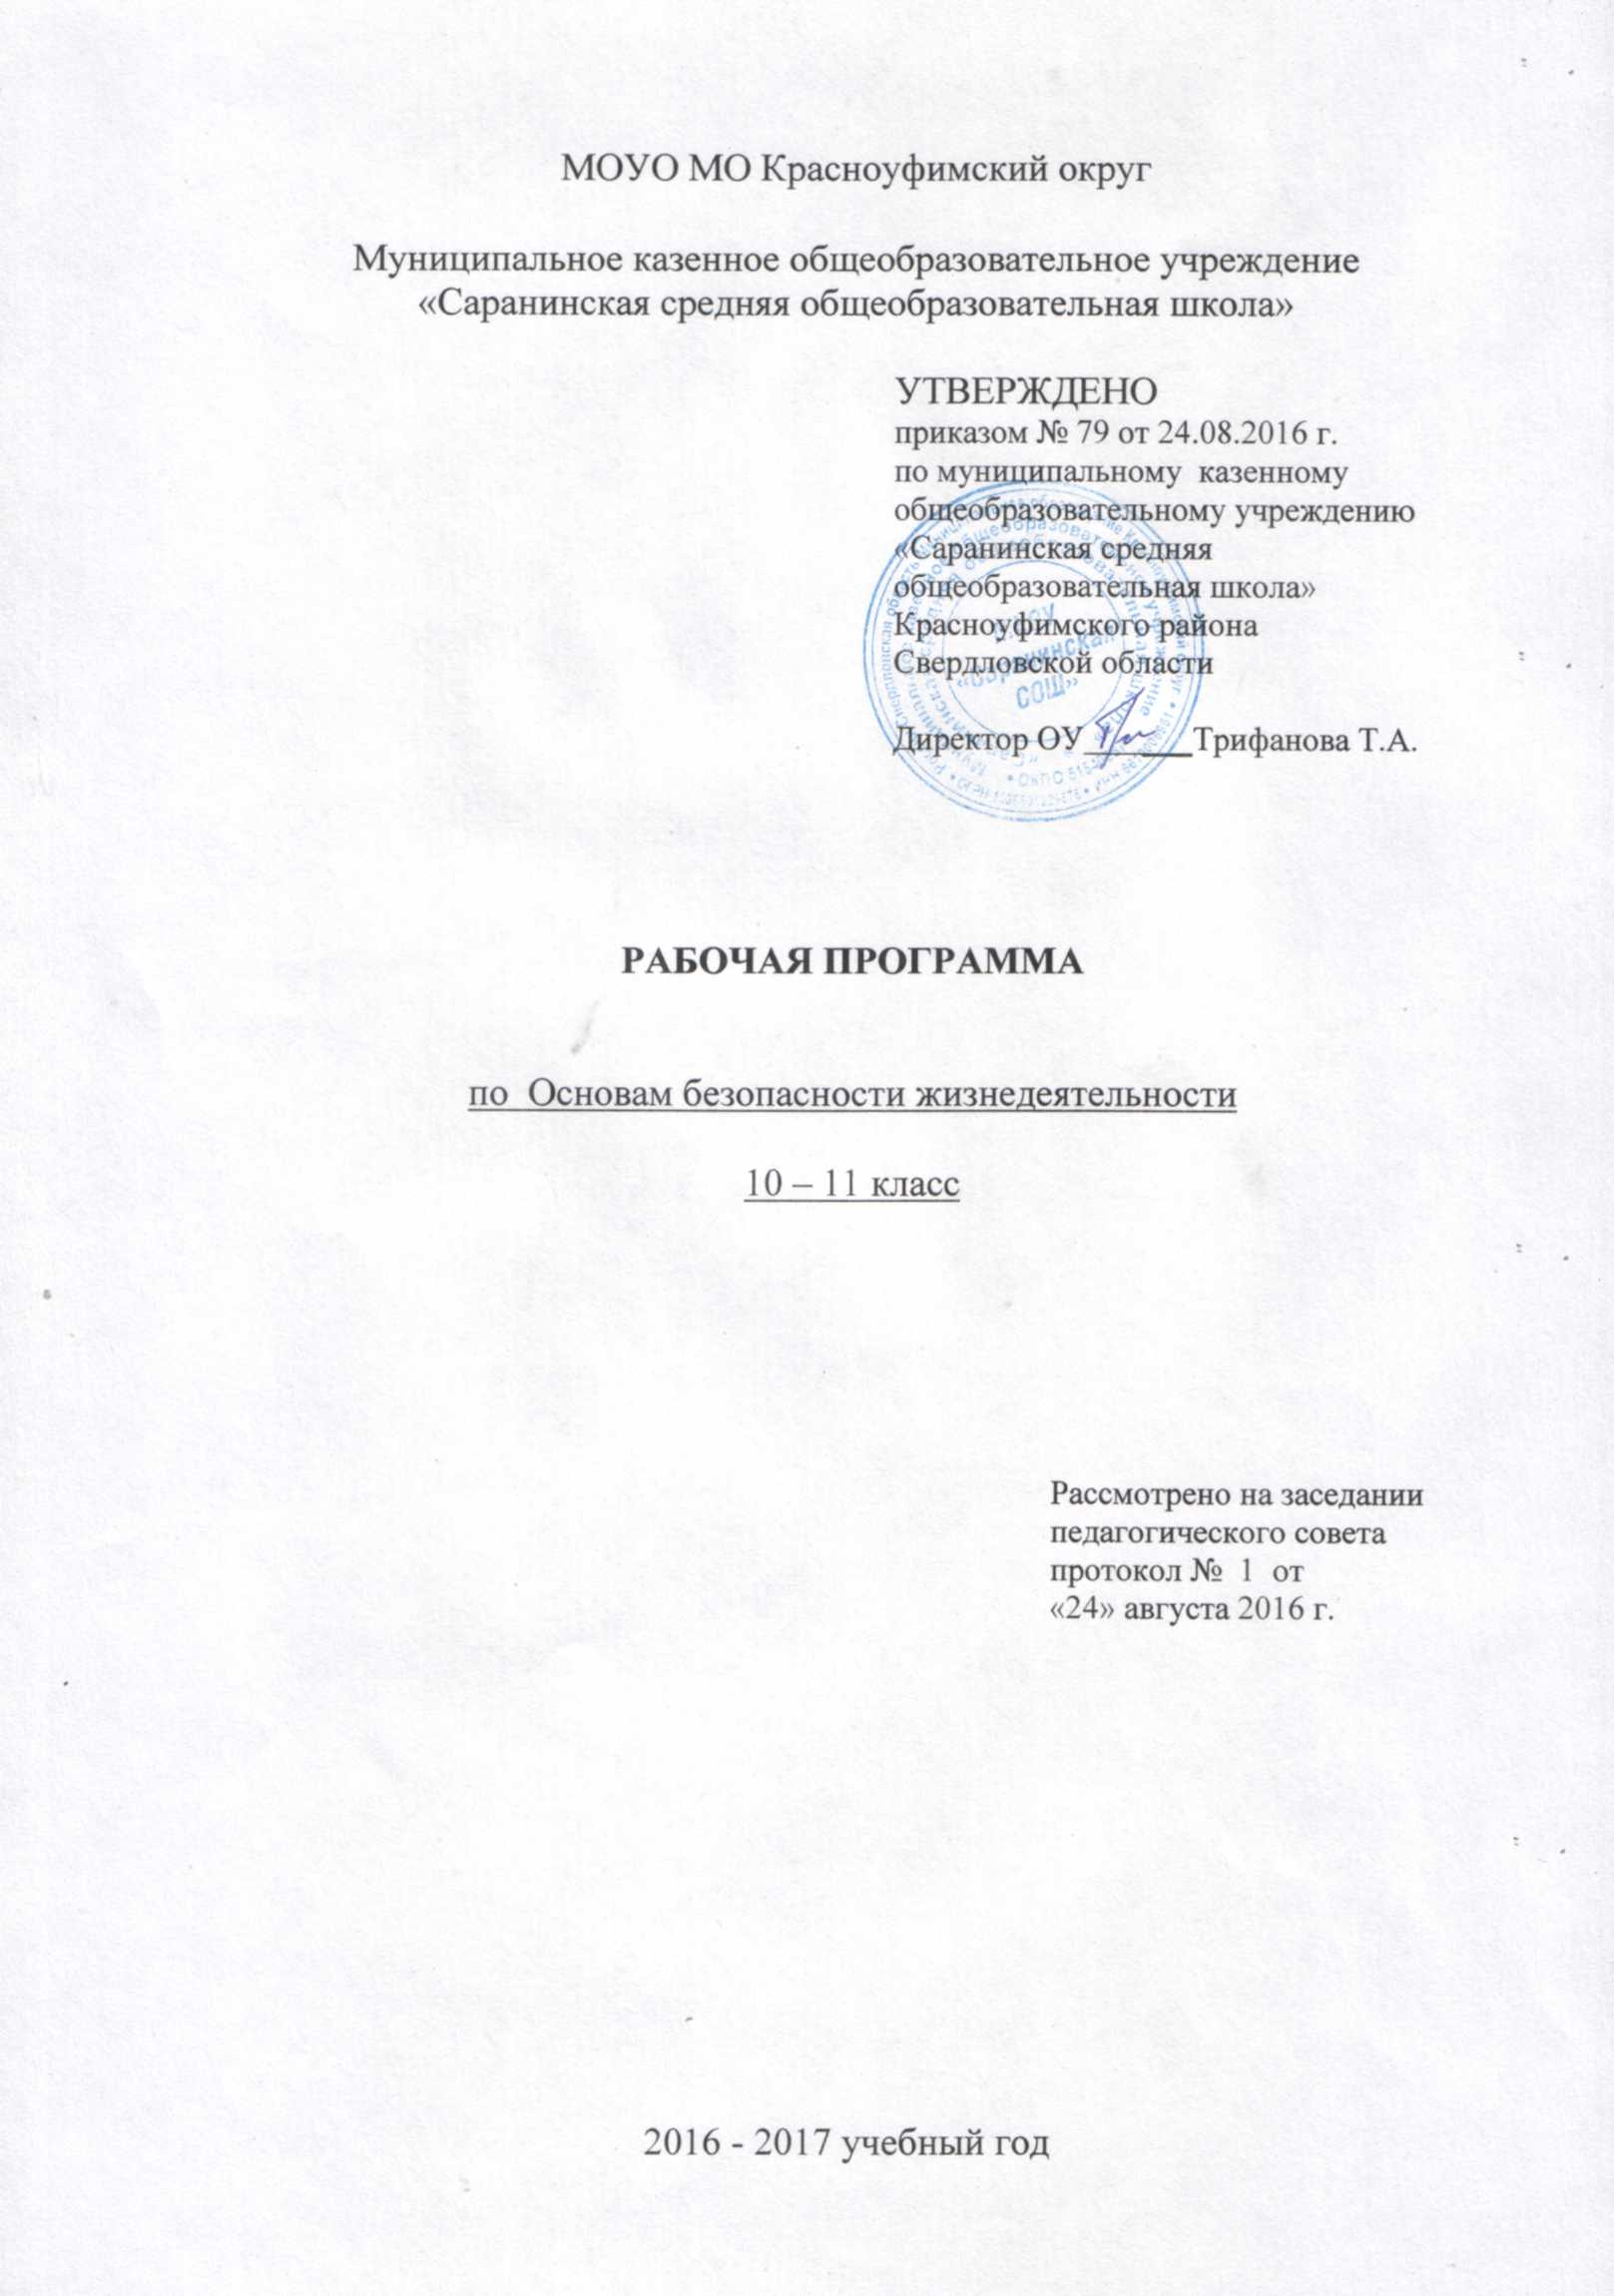 МОУО МО Красноуфимский округ
Муниципальное казенное общеобразовательное учреждение
«Саранинская средняя общеобразовательная школа»
УТВЕРЖДЕНО
приказом № 79 от 24.08.2016 г.
по муниципальному казенному
общеобразовательному учреждению
«Саранинская средняя
общеобразовательная школа»
Красноуфимского района
Свердловской области
«Саранинская
СОШ»
Директор ОУ______Трифанова Т.А.
РАБОЧАЯ ПРОГРАММА
по Основам безопасности жизнедеятельности
10 – 11 класс
Рассмотрено на заседании
педагогического совета
протокол № 1 от
«24» августа 2016 г.
2016 - 2017 учебный год